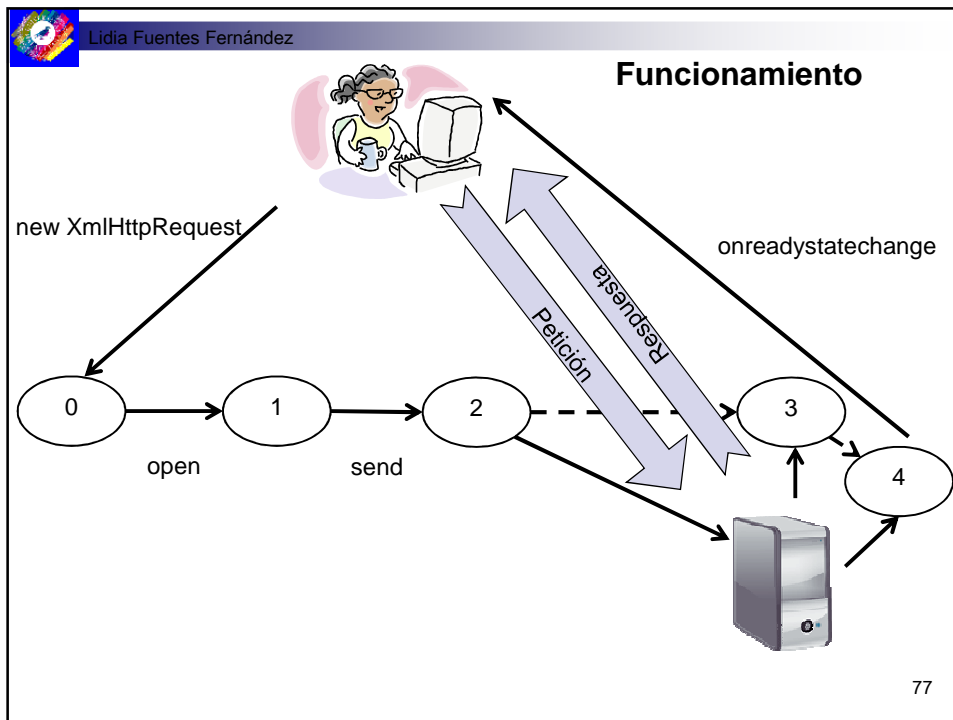 Lidia Fuentes Fernández
Funcionamiento
new XmlHttpRequest
onreadystatechange
Respuesta
Petición
0
1
2
3
open
send
4
77